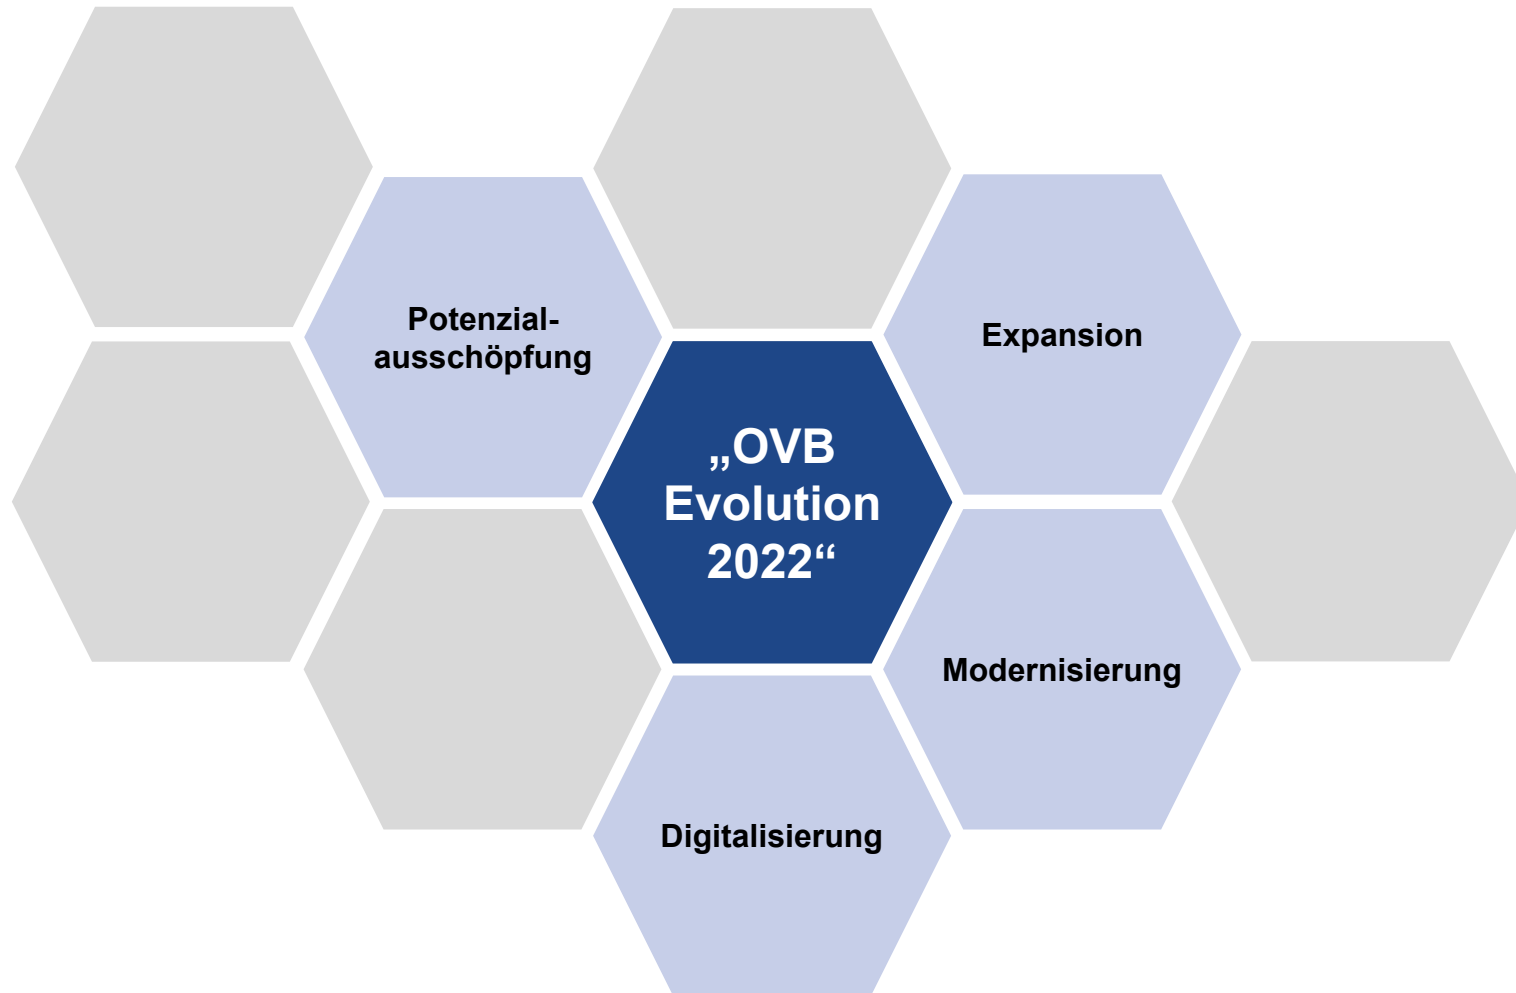 Potenzial-
ausschöpfung
Expansion
„OVB
Evolution
2022“
Modernisierung
Digitalisierung